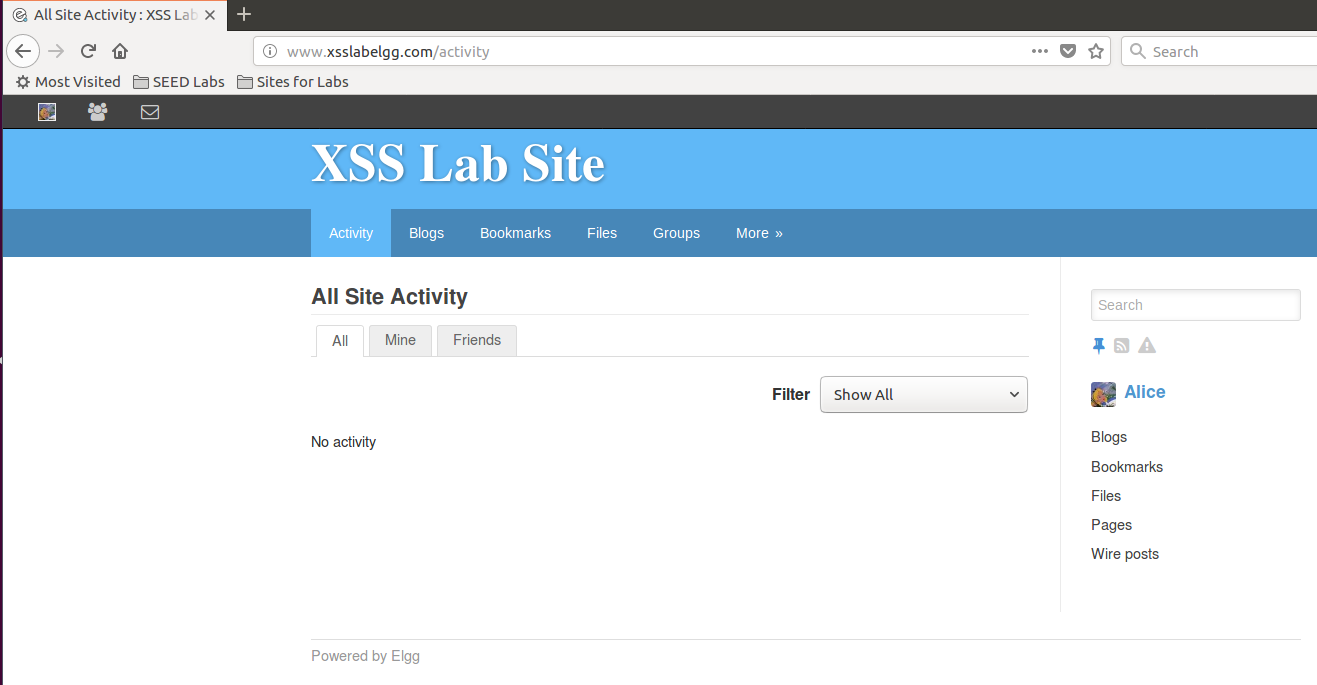 All Site Activity : XSS Lab
www.xsslabelgg.com/activity
Search
Most Visited SEED Labs Sites for Labs
XSS Lab Site
Activity Blogs Bookmarks Files Groups More »
All Site Activity
Search
All Mine Friends
Filter Show All
Alice
No activity
Blogs
Bookmarks
Files
Pages
Wire posts
Powered by Elgg